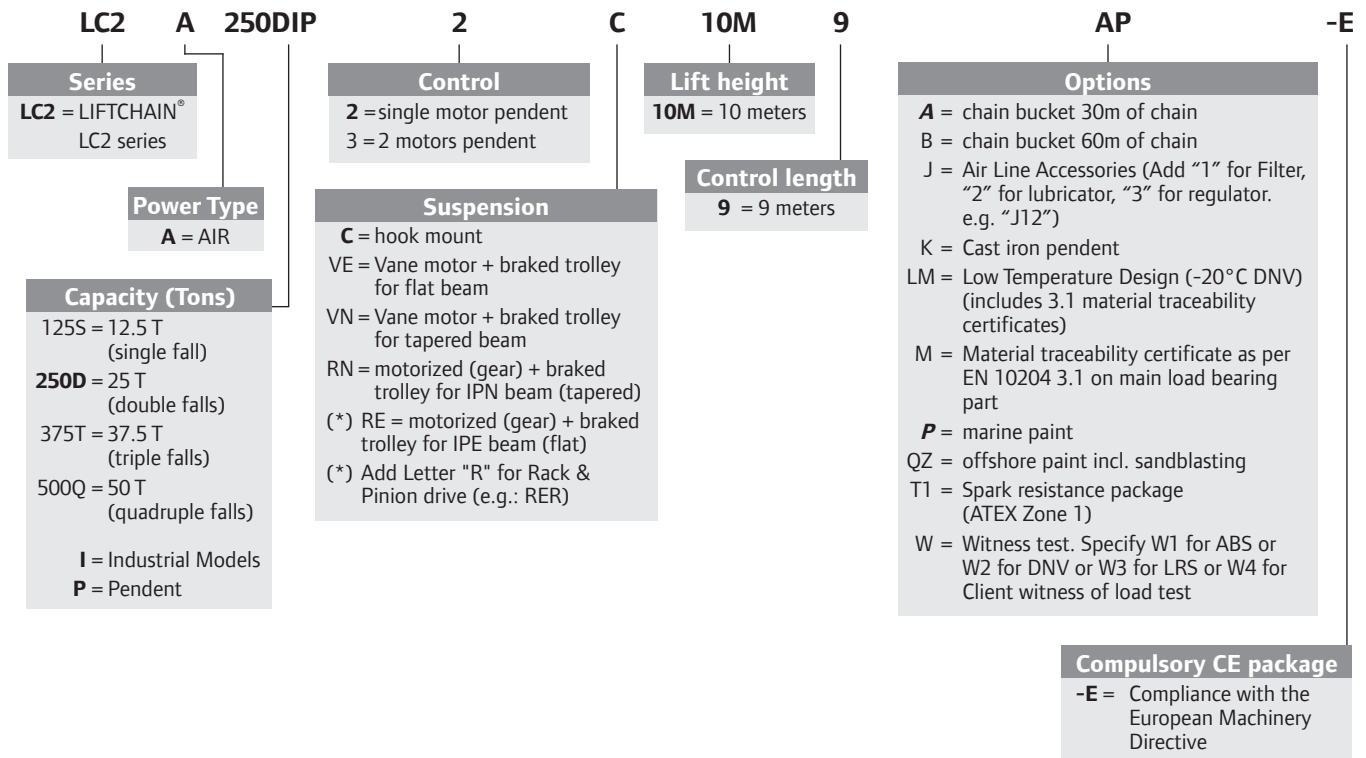 LC2 A 250DIP 2 C 10M 9 AP -E
Series
LC2 = LIFTCHAIN®
LC2 series
Power Type
A = AIR
Capacity (Tons)
125S = 12.5 T
(single fall)
250D = 25 T
(double falls)
375T = 37.5 T
(triple falls)
500Q = 50 T
(quadruple falls)
I = Industrial Models
P = Pendent
Control
2 = single motor pendent
3 = 2 motors pendent
Suspension
C = hook mount
VE = Vane motor + braked trolley
for flat beam
VN = Vane motor + braked trolley
for tapered beam
RN = motorized (gear) + braked
trolley for IPN beam (tapered)
(*) RE = motorized (gear) + braked
trolley for IPE beam (flat)
(*) Add Letter "R" for Rack &
Pinion drive (e.g.: RER)
Lift height
10M = 10 meters
Control length
9 = 9 meters
Options
A = chain bucket 30m of chain
B = chain bucket 60m of chain
J = Air Line Accessories (Add “1” for Filter,
“2” for lubricator, “3” for regulator.
e.g. “J12”)
K = Cast iron pendent
LM = Low Temperature Design (-20°C DNV)
(includes 3.1 material traceability
certificates)
M = Material traceability certificate as per
EN 10204 3.1 on main load bearing
part
P = marine paint
QZ = offshore paint incl. sandblasting
T1 = Spark resistance package
(ATEX Zone 1)
W = Witness test. Specify W1 for ABS or
W2 for DNV or W3 for LRS or W4 for
Client witness of load test
Compulsory CE package
-E = Compliance with the
European Machinery
Directive